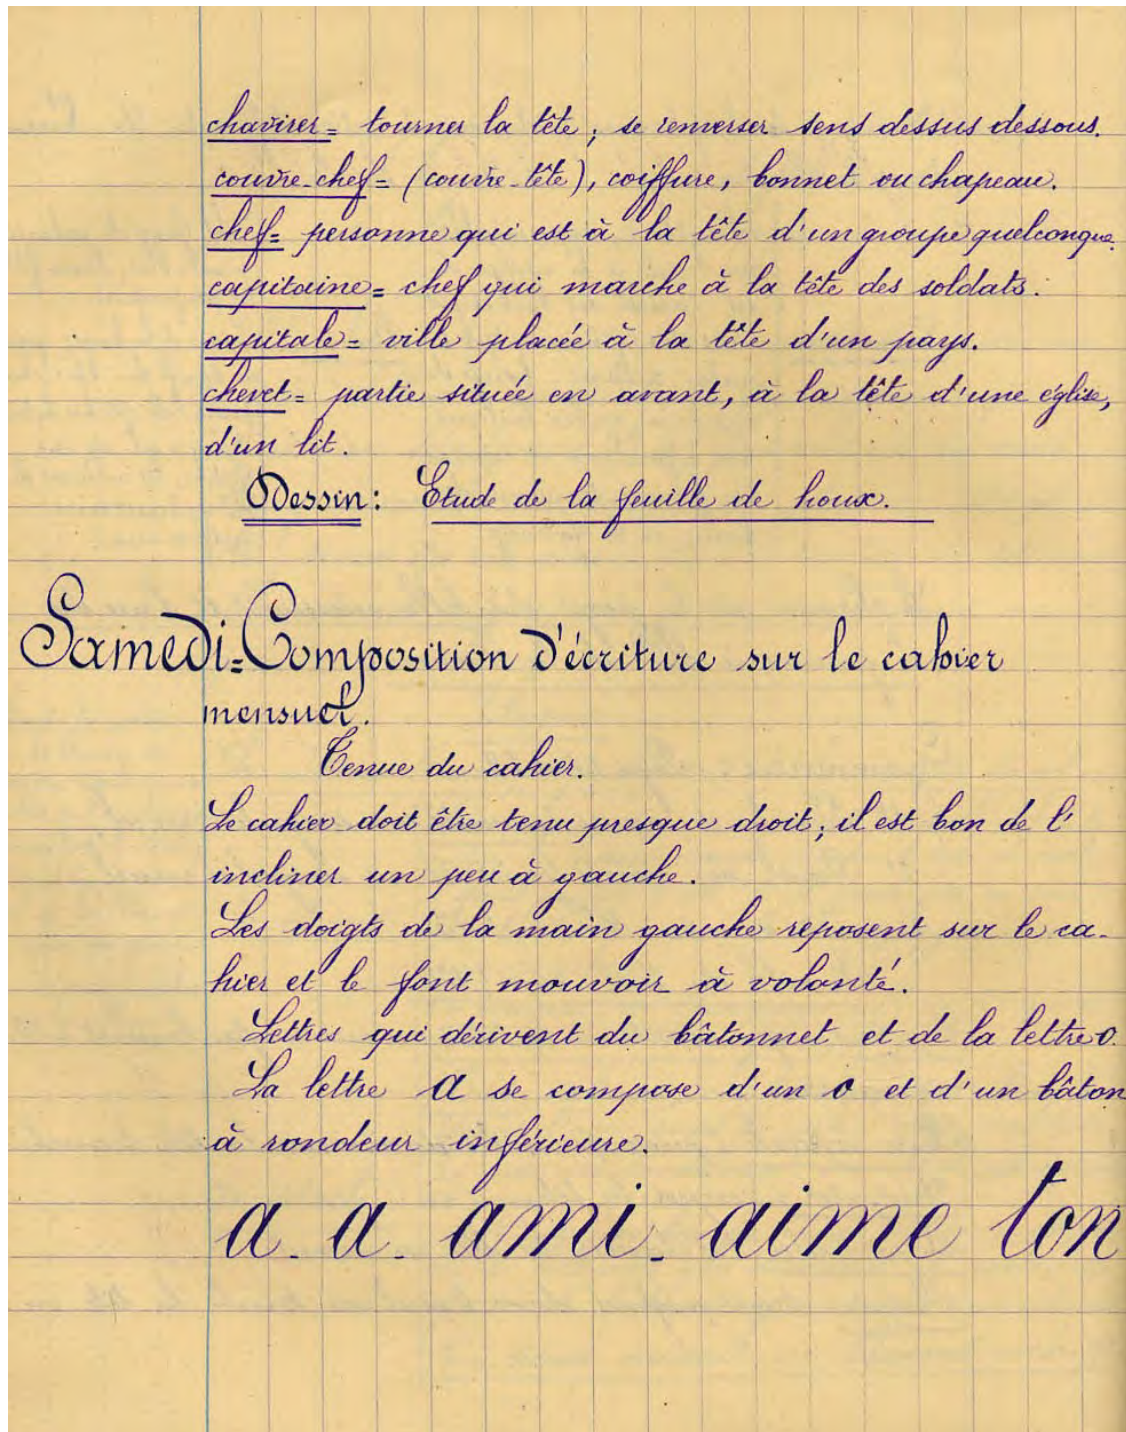 chavirer = tourner la tête ; se renverser sens dessus dessous.
couvre-chef = (couvre-tête), coiffure, bonnet ou chapeau.
chef = personne qui est à la tête d'un groupe quelconque.
capitaine = chef qui marche à la tête des soldats.
capitale = ville placée à la tête d'un pays.
chevet = partie située en avant, à la tête d'une église,
d'un lit.
Dessin : Etude de la feuille de houx.
Samedi = Composition d'écriture sur le cahier
mensuel.
Tenue du cahier.
Le cahier doit être tenu presque droit ; il est bon de l'
incliner un peu à gauche.
Les doigts de la main gauche reposent sur le ca-
hier et le font mouvoir à volonté.
Lettres qui dérivent du bâtonnet et de la lettre o.
La lettre a se compose d'un o et d'un bâton
à rondeur inférieure.
a. a. ami. aime ton